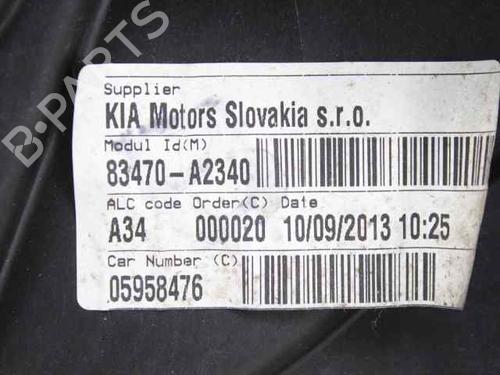 B-PARTS
Supplier
KIA Motors Slovakia s.r.o.
Modul Id(M)
83470-A2340
ALC code Order(C) Date
A34 000020 10/09/2013 10:25
Car Number (C)
05958476